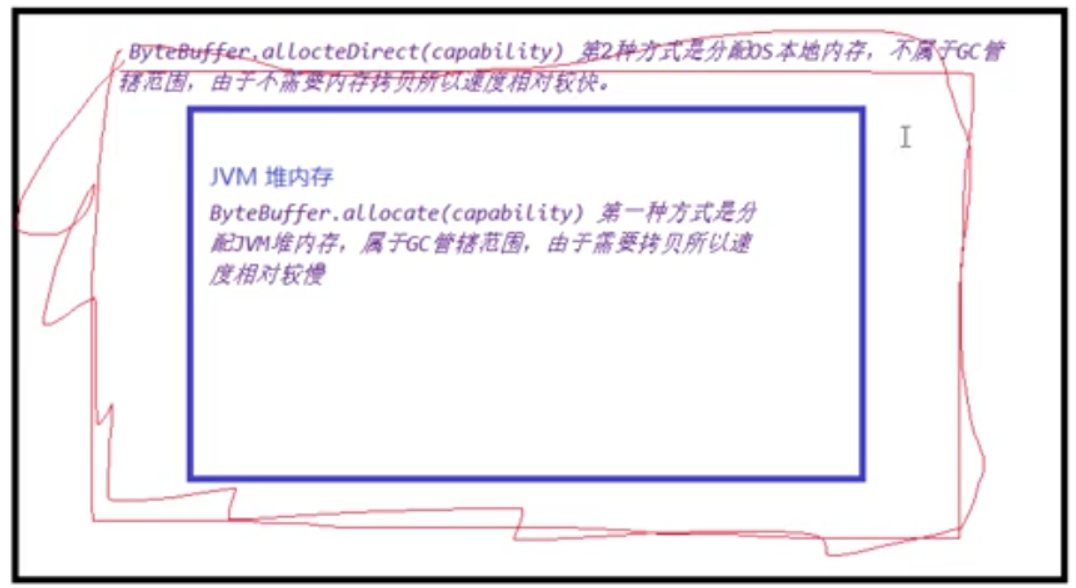 ByteBuffer.allocteDirect(capability) 第2种方式是分配OS本地内存，不属于GC管
辖范围，由于不需要内存拷贝所以速度相对较快。
JVM 堆内存
ByteBuffer.allocate(capability) 第一种方式是分
配JVM堆内存，属于GC管辖范围，由于需要拷贝所以速
度相对较慢